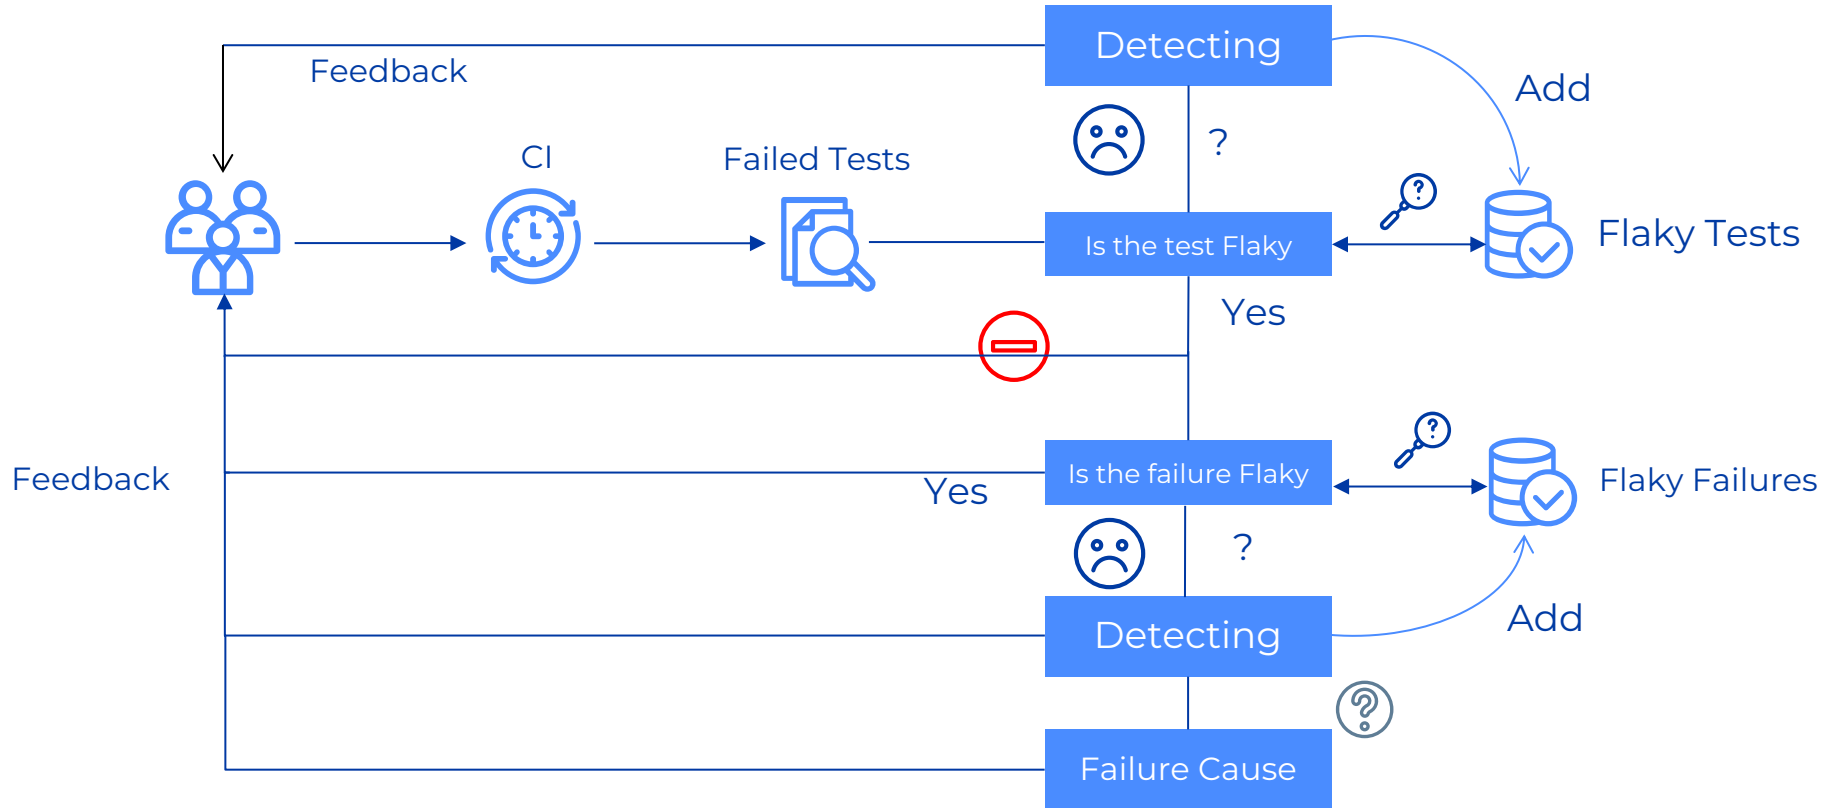 Detecting
Feedback
Add
?
CI
Failed Tests
Is the test Flaky
Flaky Tests
Yes
Is the failure Flaky
Feedback
Yes
Flaky Failures
?
Detecting
Add
Failure Cause